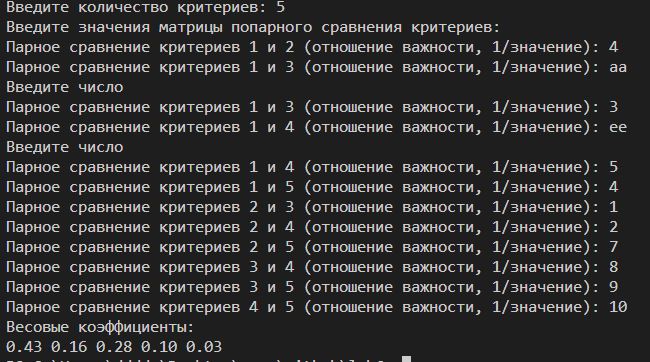 Введите количество критериев: 5
Введите значения матрицы попарного сравнения критериев:
Парное сравнение критериев 1 и 2 (отношение важности, 1/значение): 4
Парное сравнение критериев 1 и 3 (отношение важности, 1/значение): аа
Введите число
Парное сравнение критериев 1 и 3 (отношение важности, 1/значение): 3
Парное сравнение критериев 1 и 4 (отношение важности, 1/значение): ее
Введите число
Парное сравнение критериев 1 и 4 (отношение важности, 1/значение): 5
Парное сравнение критериев 1 и 5 (отношение важности, 1/значение): 4
Парное сравнение критериев 2 и 3 (отношение важности, 1/значение): 1
Парное сравнение критериев 2 и 4 (отношение важности, 1/значение): 2
Парное сравнение критериев 2 и 5 (отношение важности, 1/значение): 7
Парное сравнение критериев 3 и 4 (отношение важности, 1/значение): 8
Парное сравнение критериев 3 и 5 (отношение важности, 1/значение): 9
Парное сравнение критериев 4 и 5 (отношение важности, 1/значение): 10
Весовые коэффициенты:
0.43 0.16 0.28 0.10 0.03